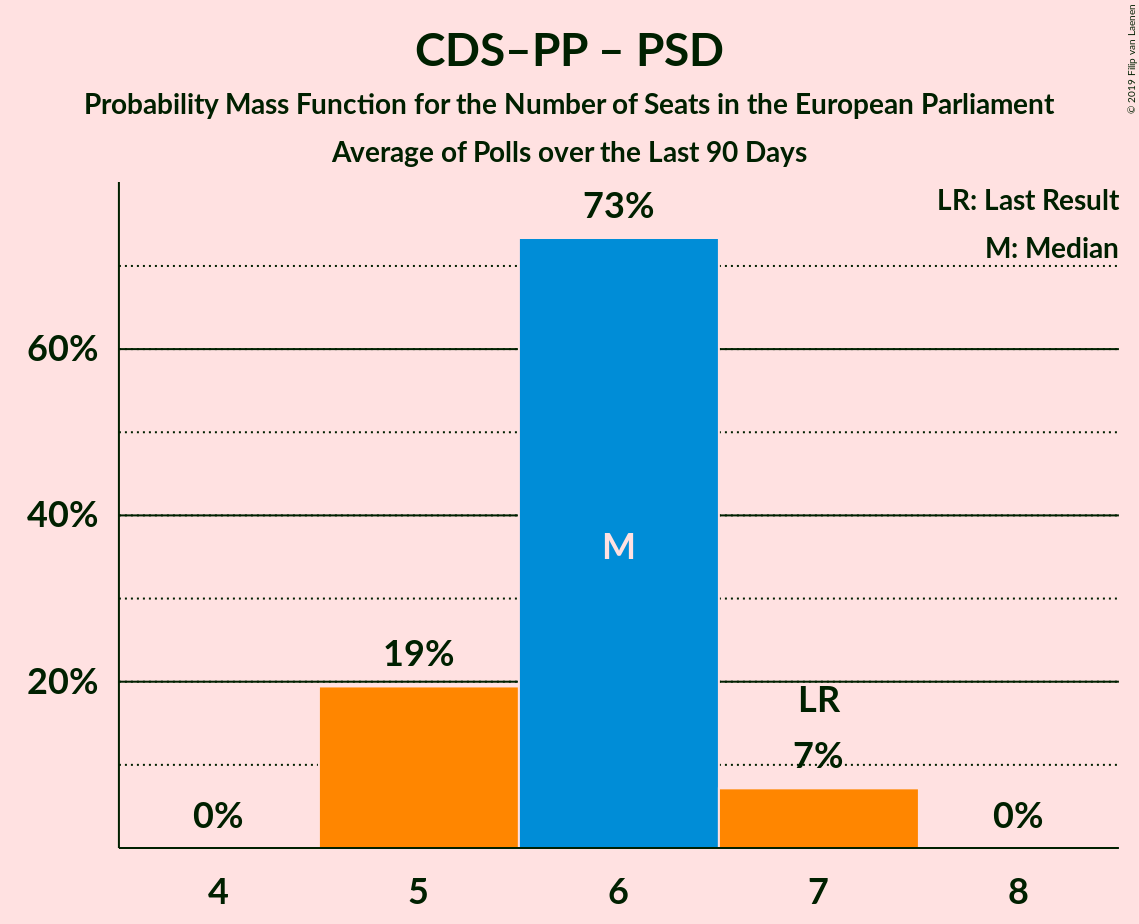 CDS–PP – PSD
Probability Mass Function for the Number of Seats in the European Parliament
Average of Polls over the Last 90 Days
© 2019 Filip van Laenen
LR: Last Result
M: Median
73%
60%
40%
M
19%
20%
LR
7%
0%
0%
4
5
6
7
8